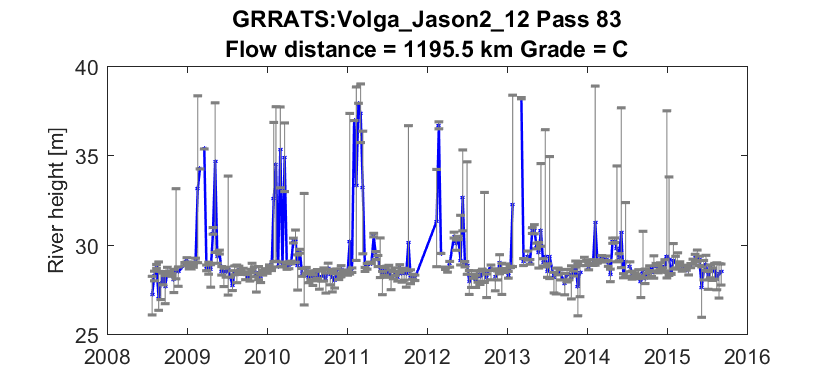 GRRATS:Volga_Jason2_12 Pass 83
Flow distance = 1195.5 km Grade = C
River height [m]
40
35
30
25
2008 2009 2010 2011 2012 2013 2014 2015 2016